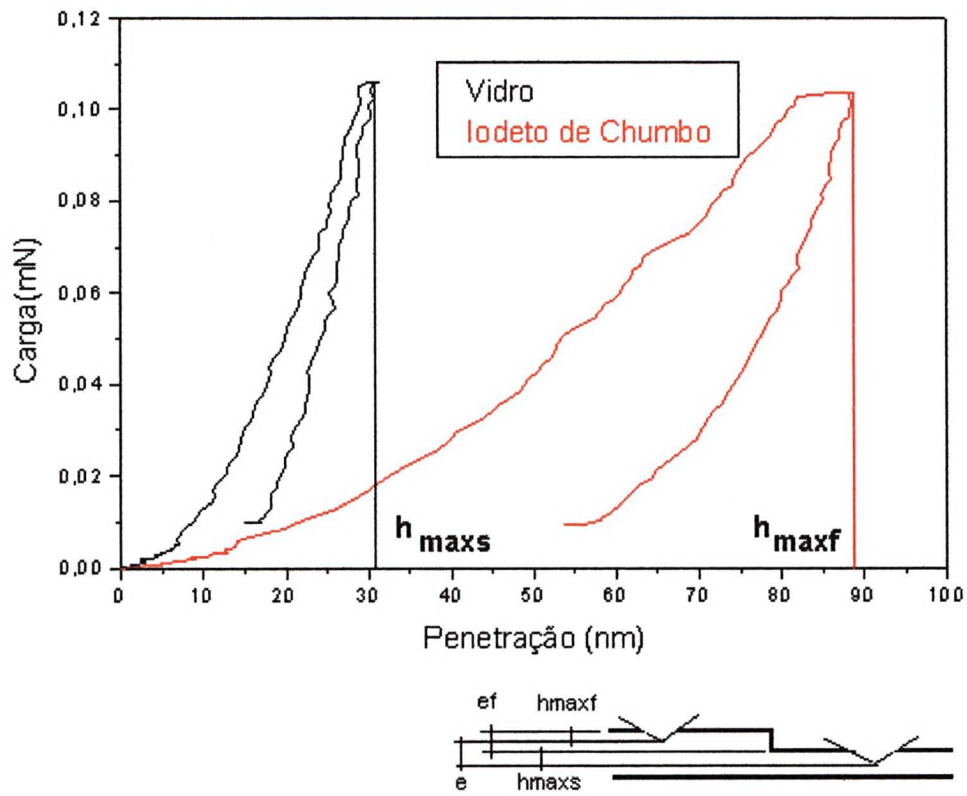 0,12
0,10
0,08
0,06
0,04
0,02
0,00
Carga(mN)
Vidro
Iodeto de Chumbo
h maxs
h maxf
0 10 20 30 40 50 60 70 80 90 100
Penetração (nm)
ef hmaxf
e hmaxs